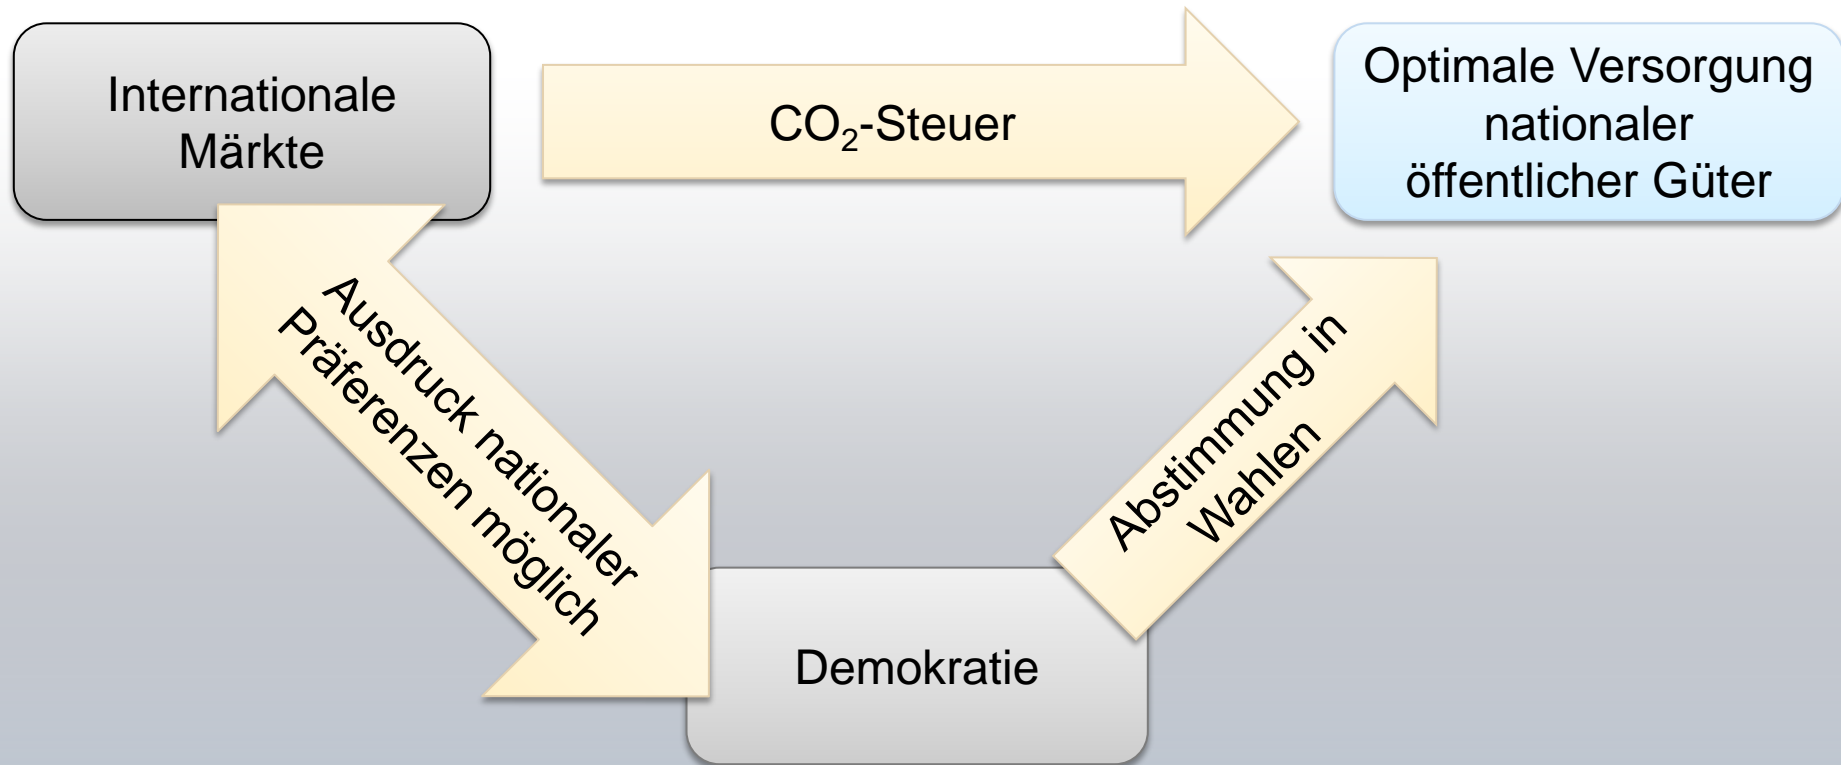 Internationale
Märkte
CO₂-Steuer
Optimale Versorgung
nationaler
öffentlicher Güter
Ausdruck nationaler
Präferenzen möglich
Abstimmung in
Wahlen
Demokratie